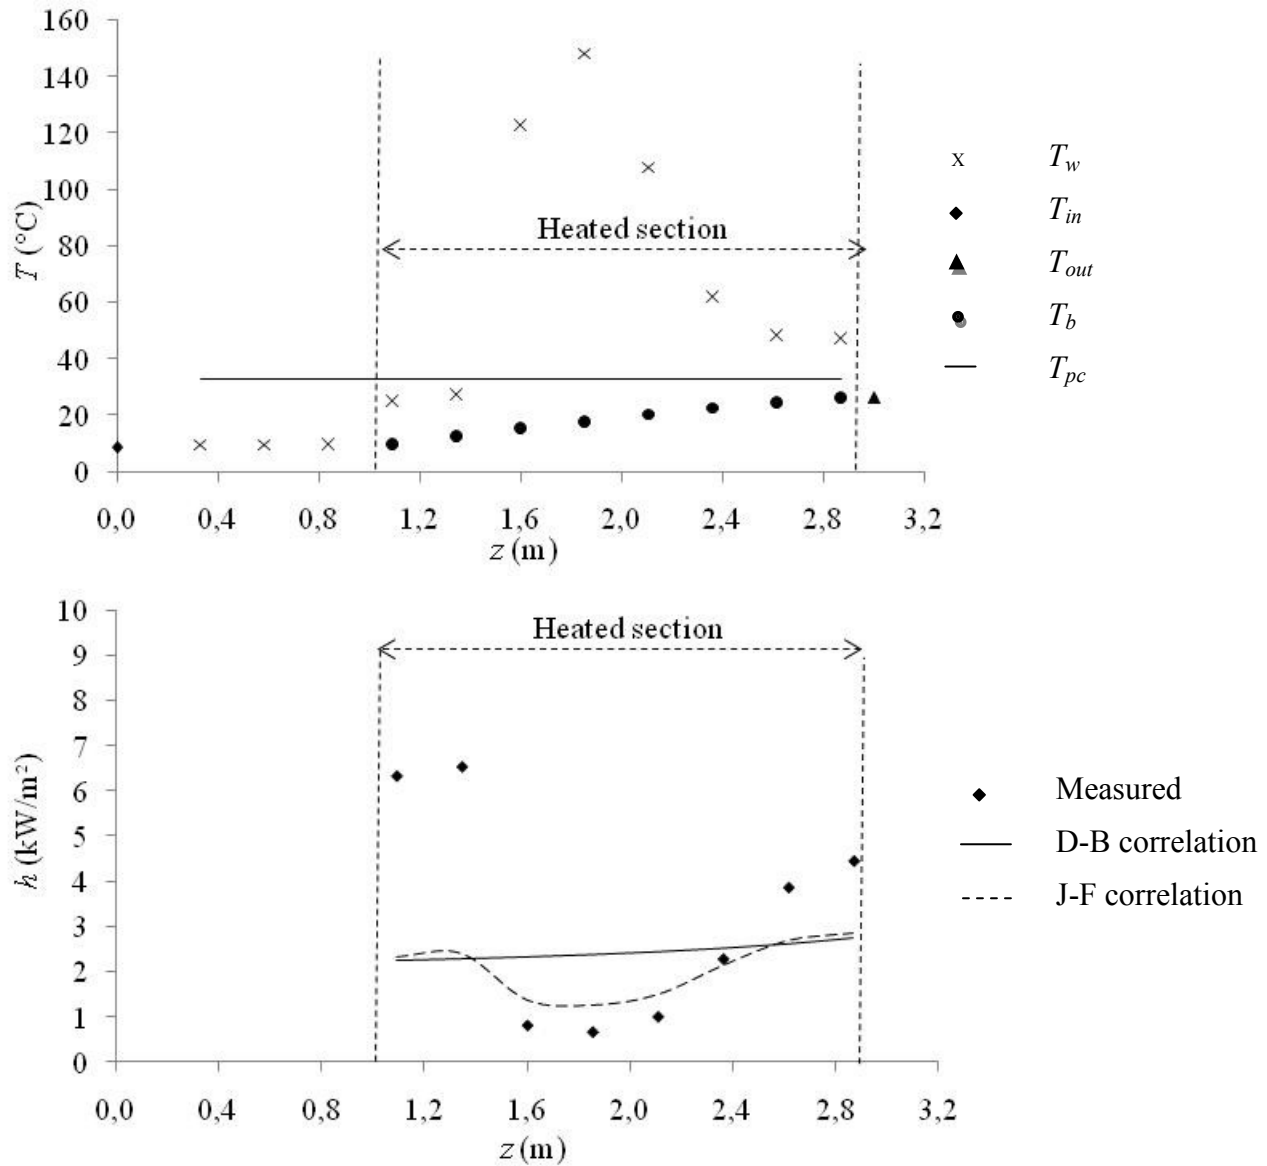 160
140
120
100
80
60
40
20
0
T (°C)
Heated section
0,0 0,4 0,8 1,2 1,6 2,0 2,4 2,8 3,2
z (m)
x T_w
T_in
T_out
T_b
T_pc
10
9
8
7
6
5
4
3
2
1
0
h (kW/m²)
Heated section
0,0 0,4 0,8 1,2 1,6 2,0 2,4 2,8 3,2
z (m)
Measured
D-B correlation
J-F correlation